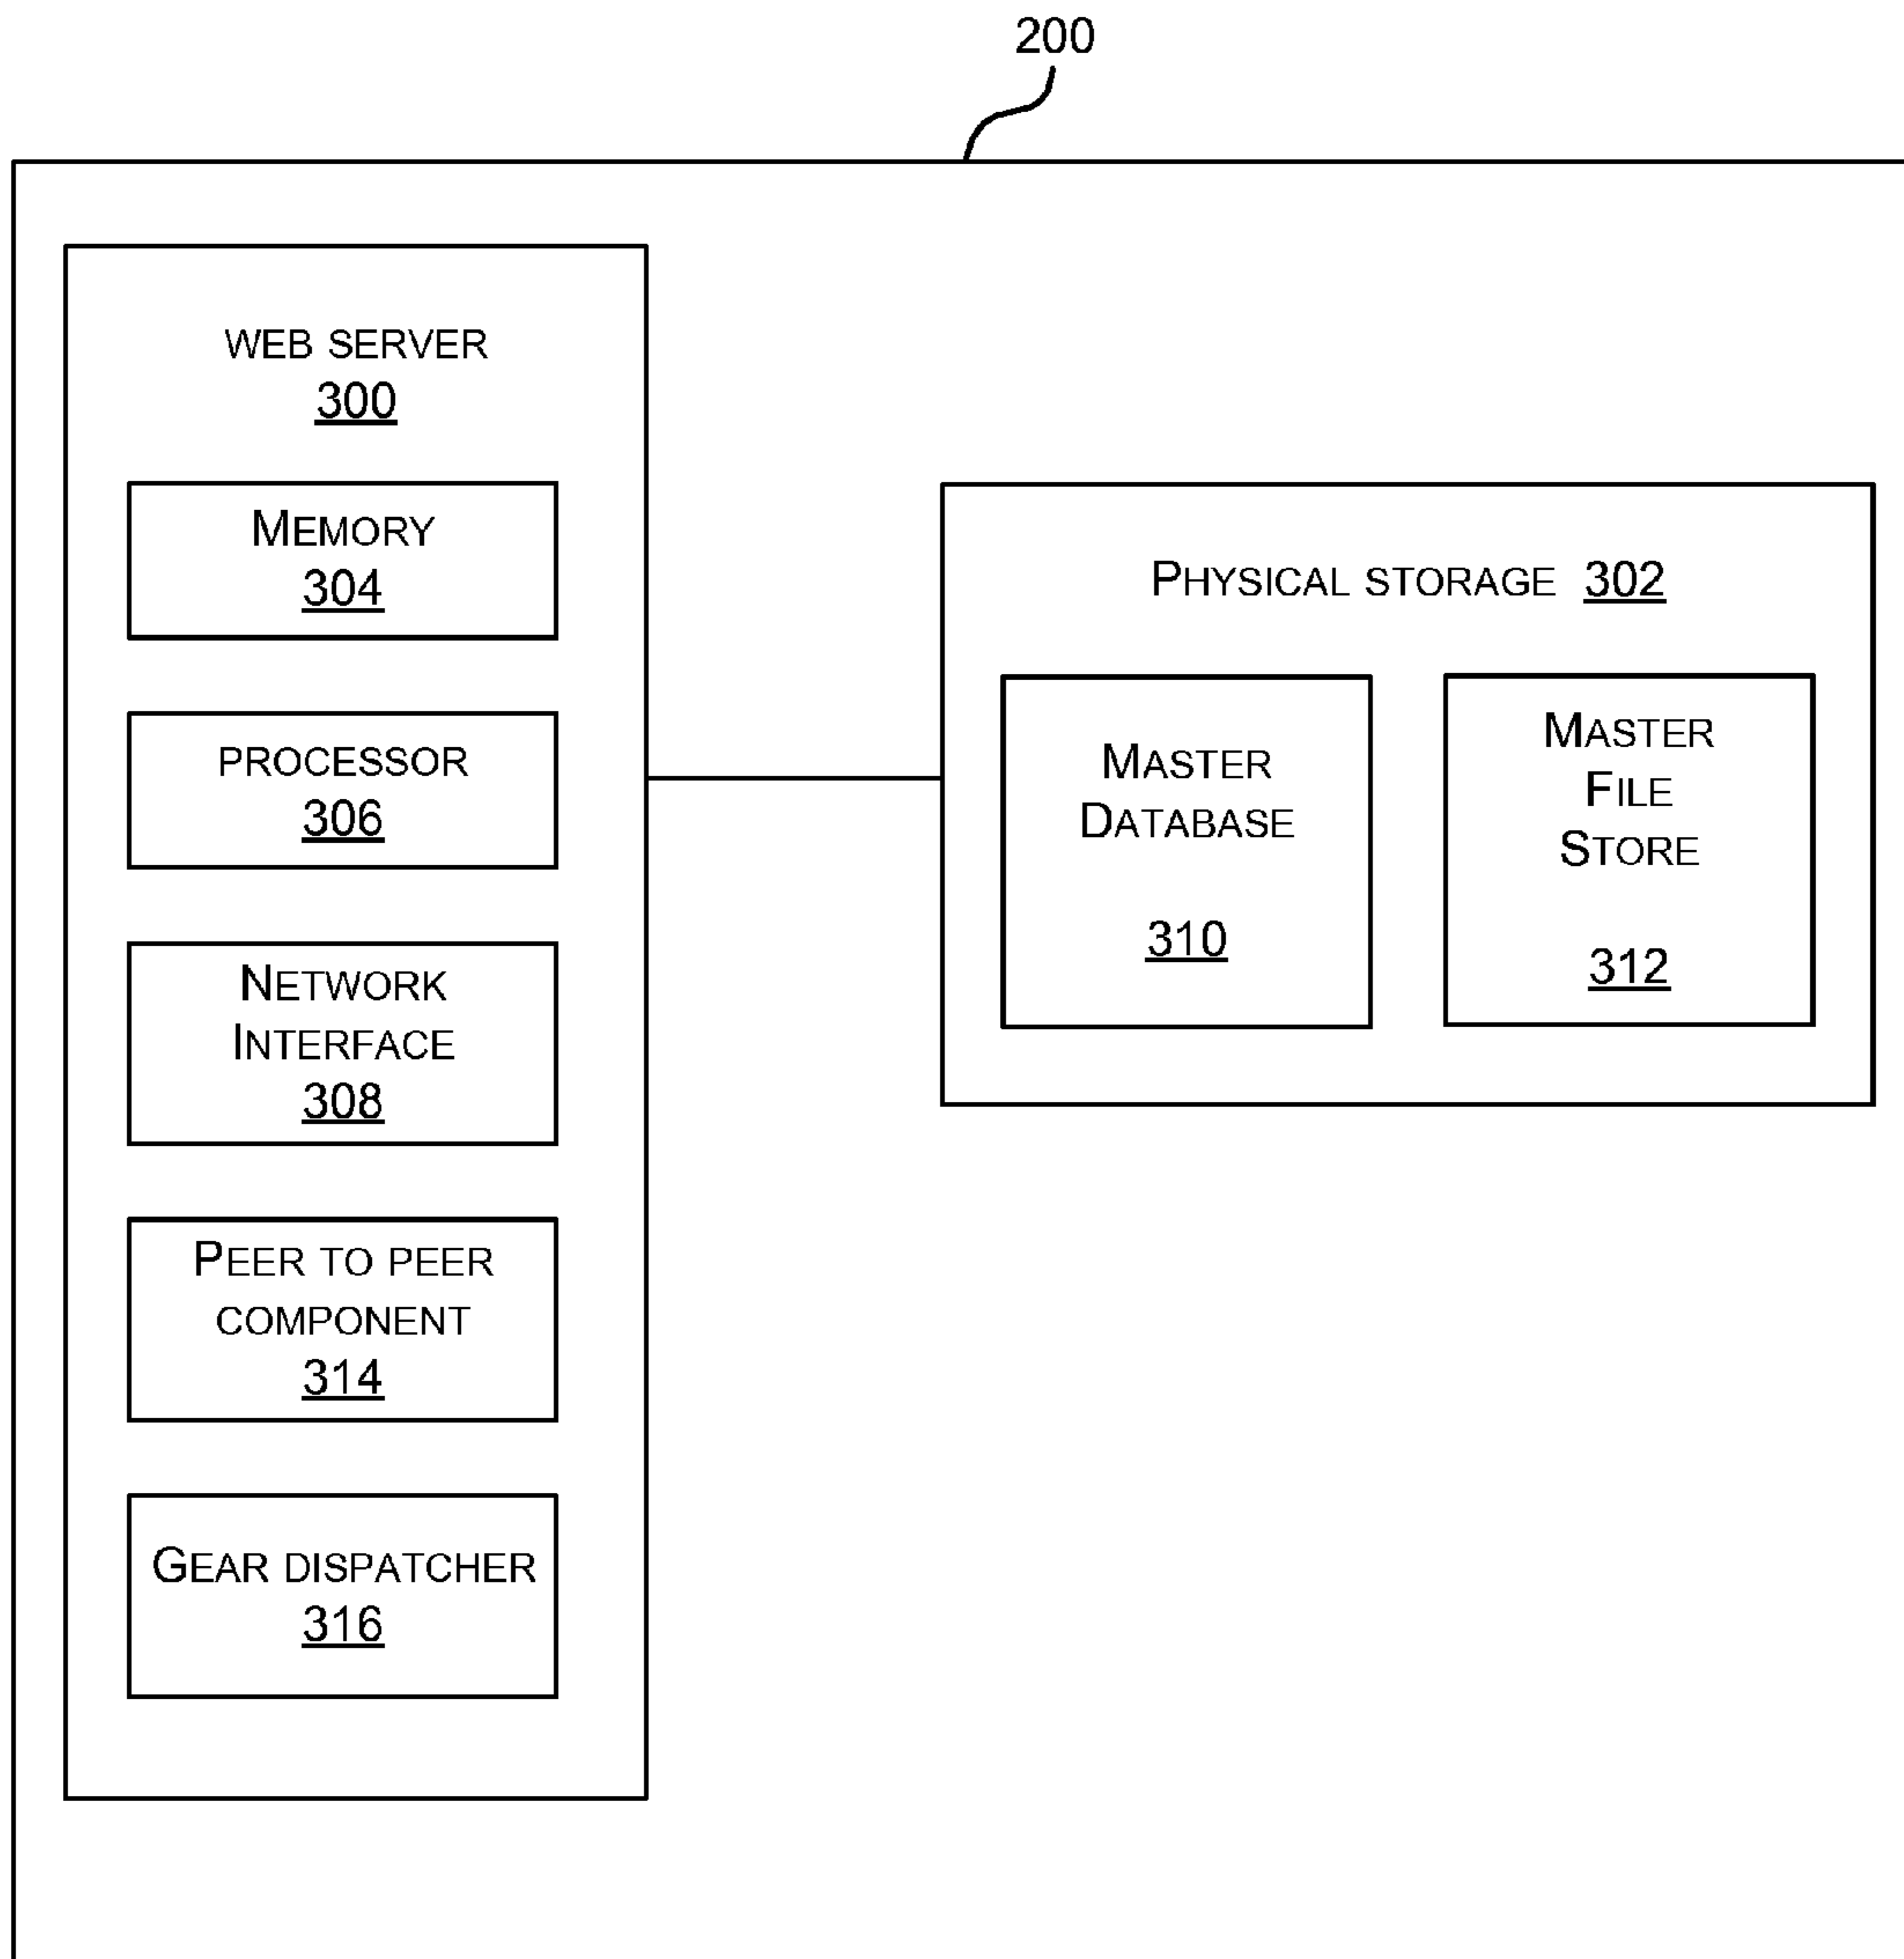 200
WEB SERVER
300
MEMORY
304
PROCESSOR
306
NETWORK
INTERFACE
308
PEER TO PEER
COMPONENT
314
GEAR DISPATCHER
316
PHYSICAL STORAGE 302
MASTER
DATABASE
310
MASTER
FILE
STORE
312